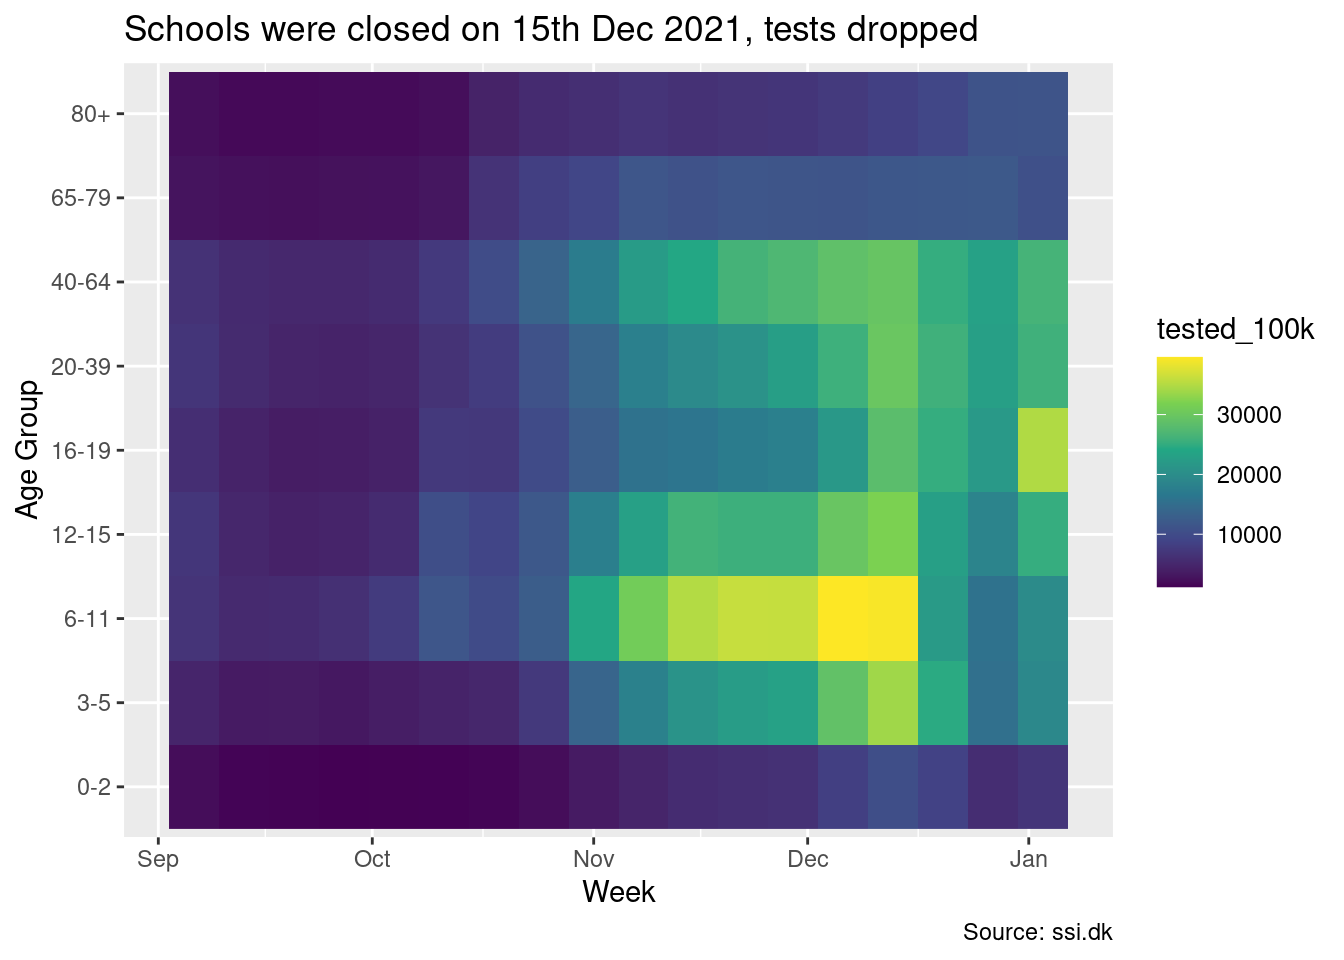 Schools were closed on 15th Dec 2021, tests dropped
80+
65-79
40-64
20-39
16-19
12-15
6-11
3-5
0-2
Age Group
Sep Oct Nov Dec Jan
Week
tested_100k
30000
20000
10000
Source: ssi.dk